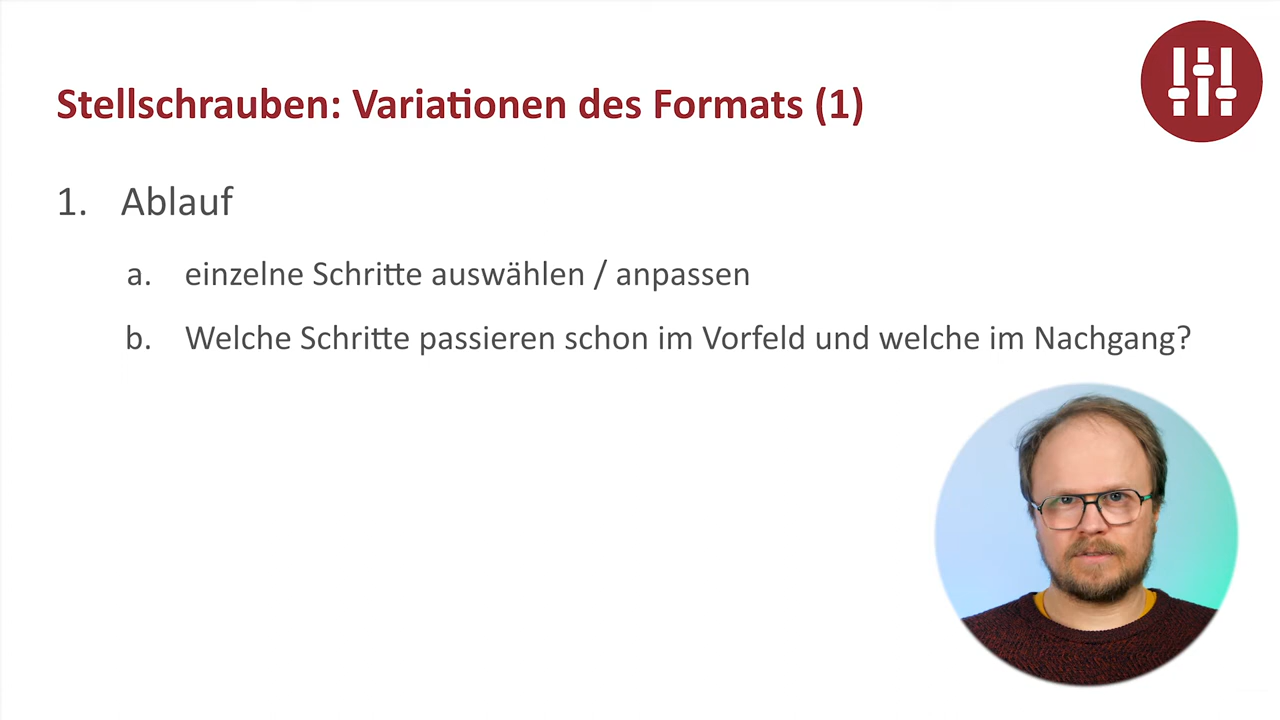 Stellschrauben: Variationen des Formats (1)
1. Ablauf
a. einzelne Schritte auswählen / anpassen
b. Welche Schritte passieren schon im Vorfeld und welche im Nachgang?